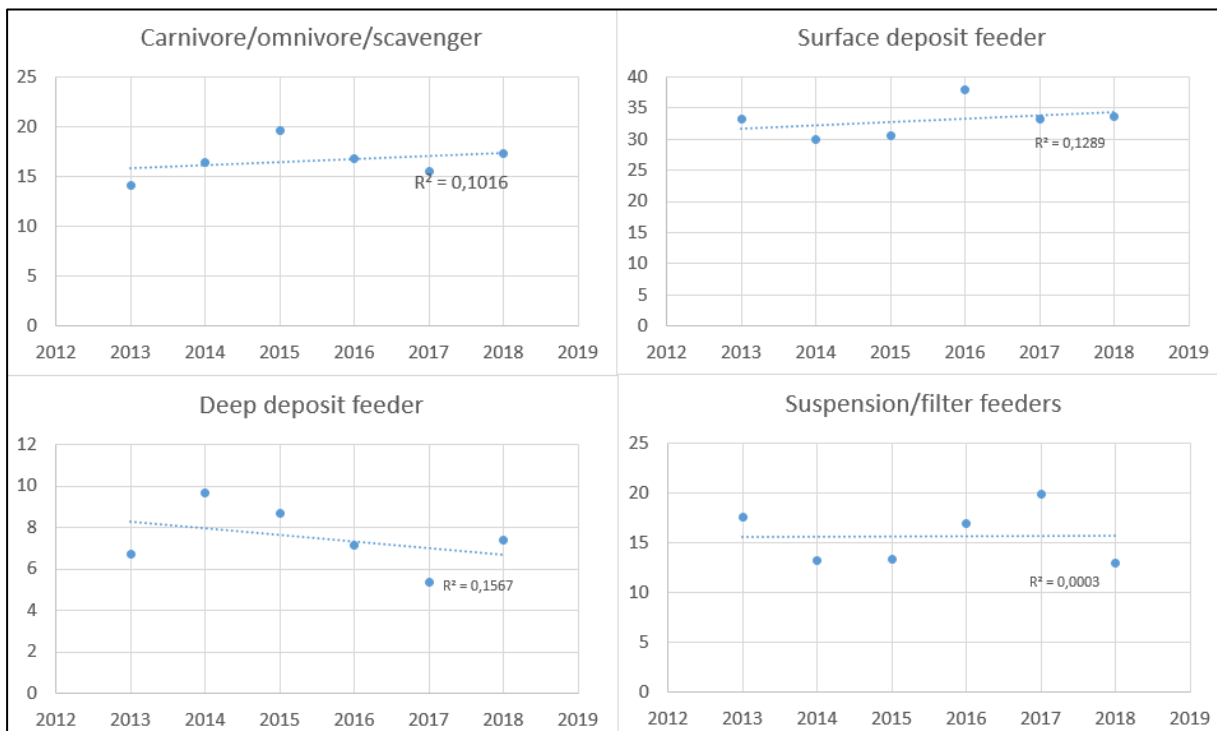 Carnivore/omnivore/scavenger
25
20
15
10
5
0
R² = 0,1016
2012 2013 2014 2015 2016 2017 2018 2019
Surface deposit feeder
40
35
30
25
20
15
10
5
0
R² = 0,1289
2012 2013 2014 2015 2016 2017 2018 2019
Deep deposit feeder
12
10
8
6
4
2
0
R² = 0,1567
2012 2013 2014 2015 2016 2017 2018 2019
Suspension/filter feeders
25
20
15
10
5
0
R² = 0,0003
2012 2013 2014 2015 2016 2017 2018 2019